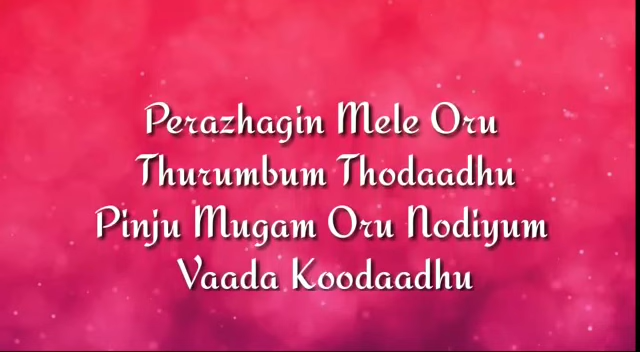 Perazhagin Mele Oru
Thurumbum Thodaadhu
Pinju Mugam Oru Nodiyum
Vaada Koodaadhu